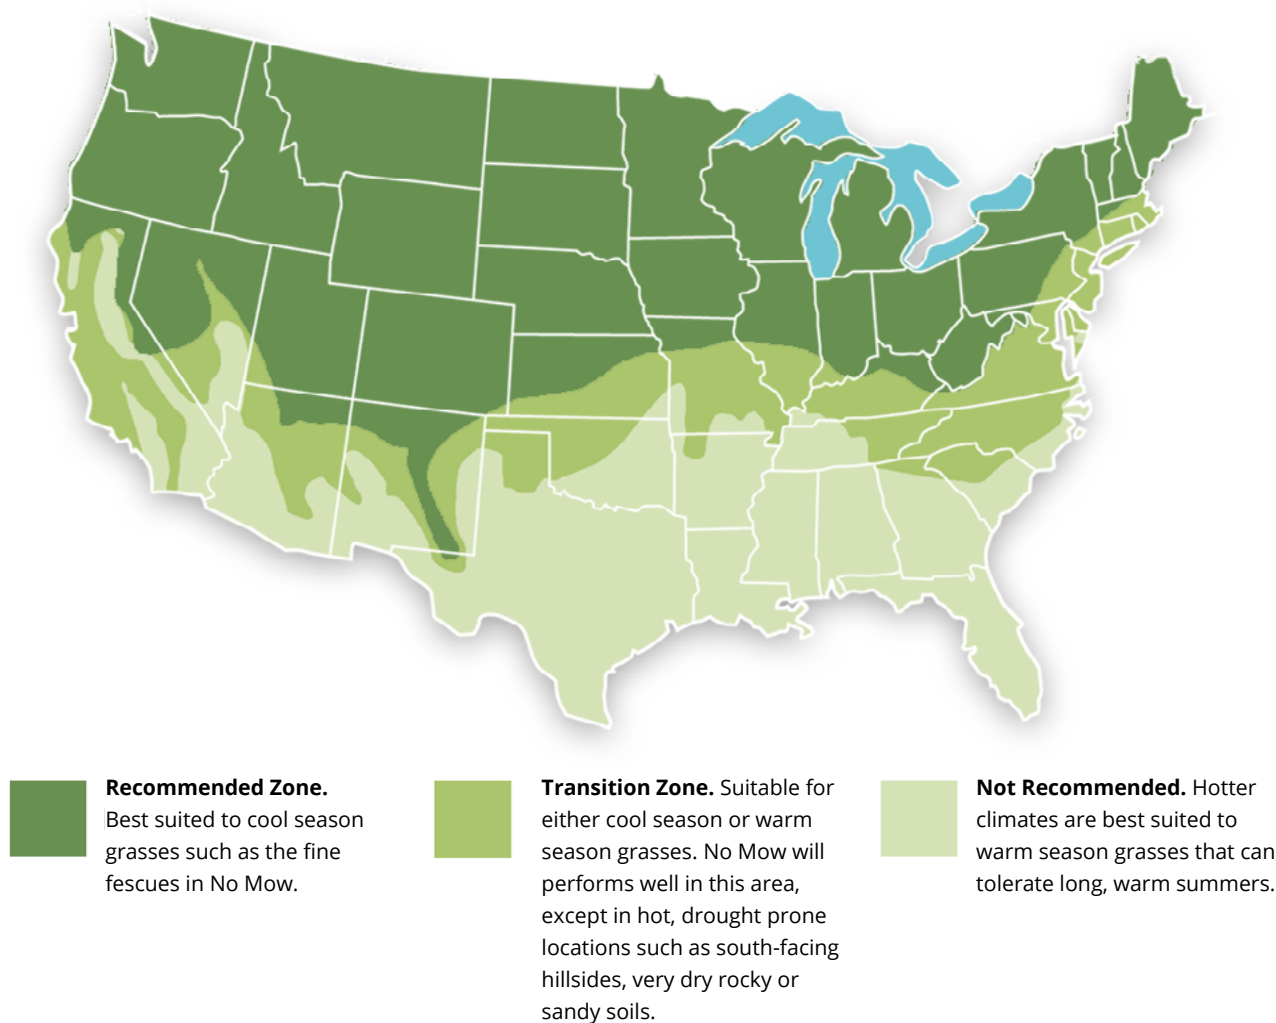 Recommended Zone.
Best suited to cool season
grasses such as the fine
fescues in No Mow.
Transition Zone. Suitable for
either cool season or warm
season grasses. No Mow will
performs well in this area,
except in hot, drought prone
locations such as south-facing
hillsides, very dry rocky or
sandy soils.
Not Recommended. Hotter
climates are best suited to
warm season grasses that can
tolerate long, warm summers.